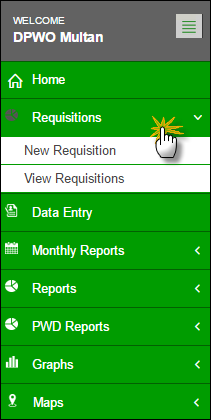 WELCOME
DPWO Multan
Home
Requisitions
New Requisition
View Requisitions
Data Entry
Monthly Reports
Reports
PWD Reports
Graphs
Maps